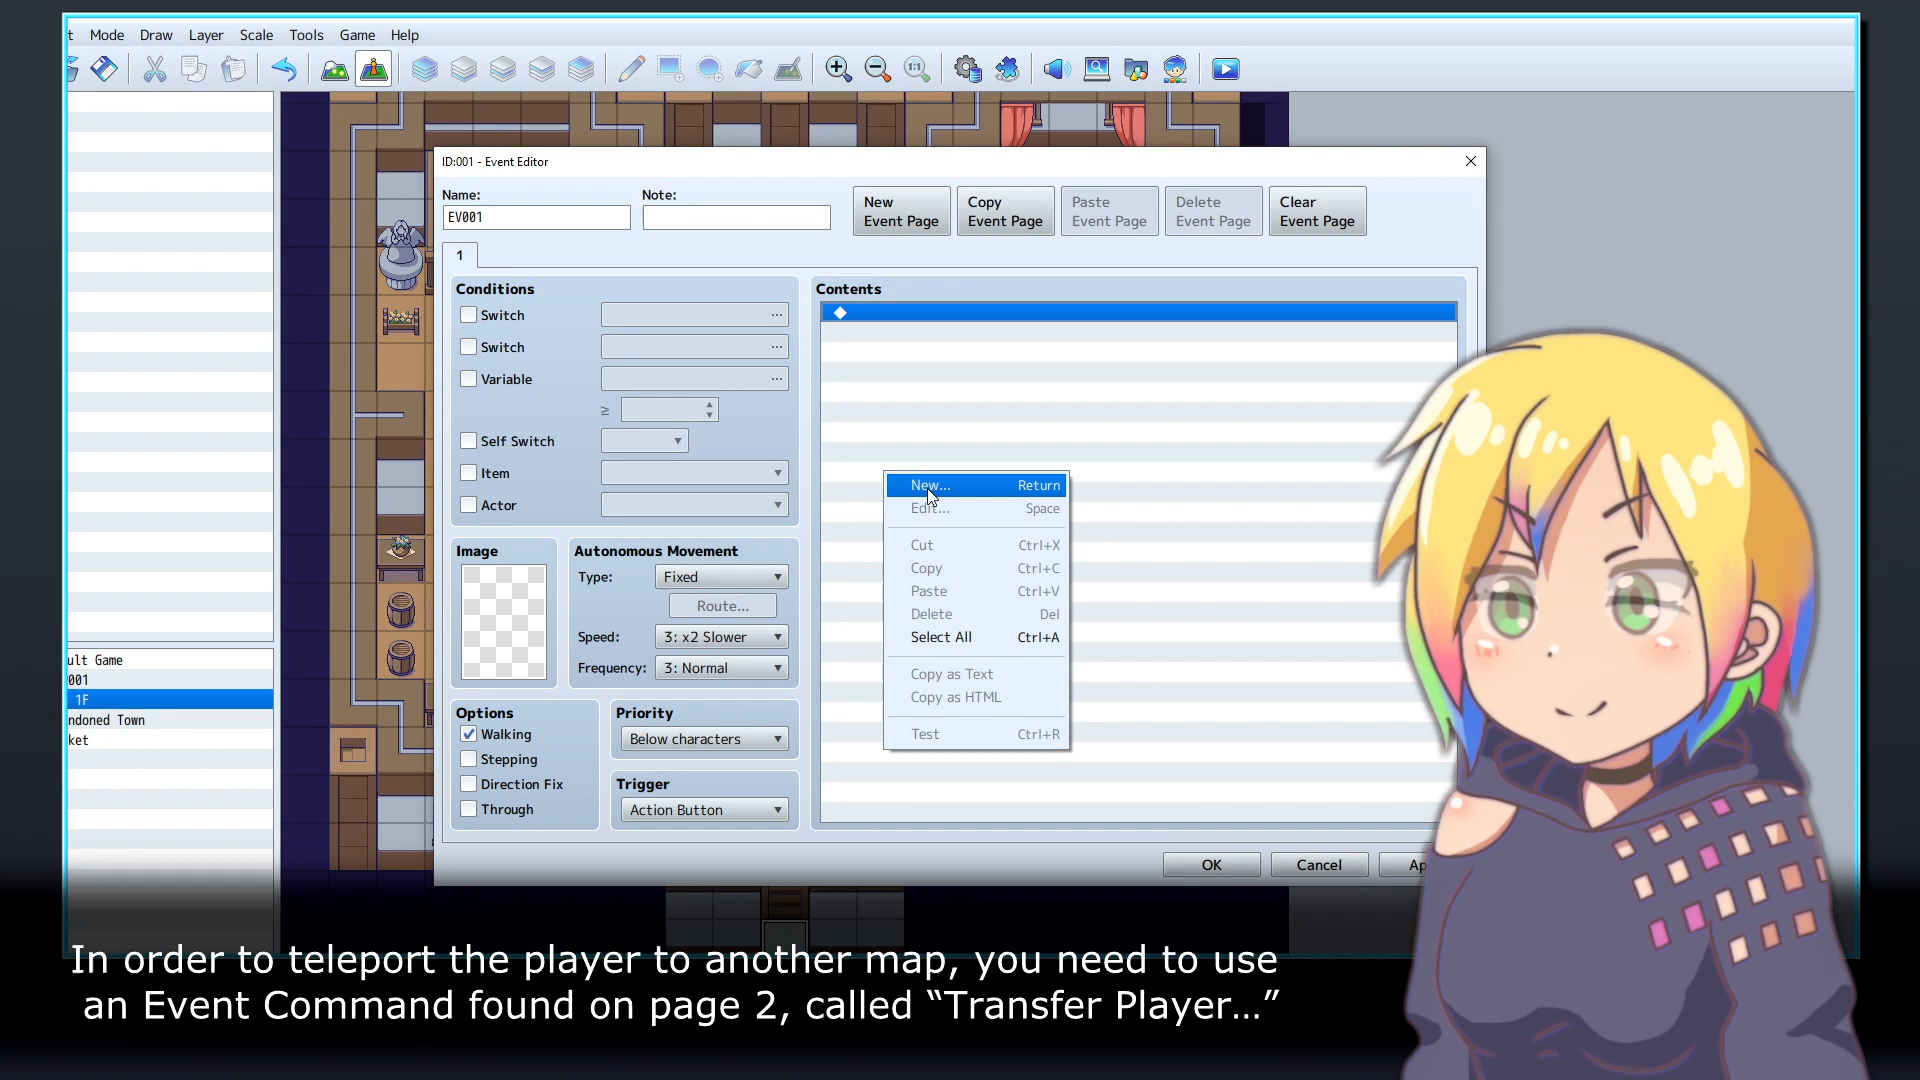 t Mode Draw Layer Scale Tools Game Help
1:1
ID:001 - Event Editor
Name:
Note:
EV001
New
Event Page
Copy
Event Page
Paste
Event Page
Delete
Event Page
Clear
Event Page
1
Conditions
Switch ...
Switch ...
Variable ...
≥
Self Switch
Item
Actor
Image
Autonomous Movement
Type: Fixed
Route...
Speed: 3: x2 Slower
Frequency: 3: Normal
Options
Walking
Stepping
Direction Fix
Through
Priority
Below characters
Trigger
Action Button
Contents
New... Return
Edit... Space
Cut Ctrl+X
Copy Ctrl+C
Paste Ctrl+V
Delete Del
Select All Ctrl+A
Copy as Text
Copy as HTML
Test Ctrl+R
OK
Cancel
Ap
ult Game
001
1F
ndoned Town
ket
In order to teleport the player to another map, you need to use
an Event Command found on page 2, called “Transfer Player...”